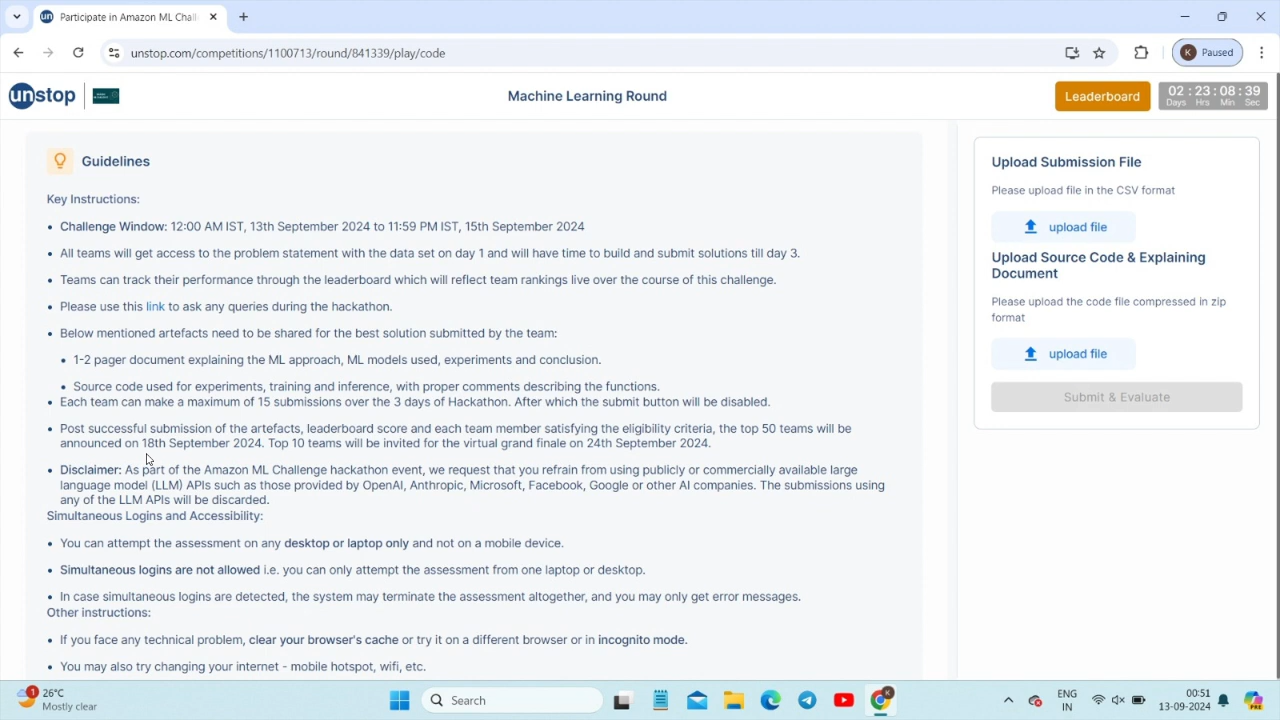 Participate in Amazon ML Chall
unstop.com/competitions/1100713/round/841339/play/code
K Paused
unstop
Machine Learning Round
Leaderboard
02 : 23 : 08 : 39
Days Hrs Min Sec
Guidelines
Key Instructions:
• Challenge Window: 12:00 AM IST, 13th September 2024 to 11:59 PM IST, 15th September 2024
• All teams will get access to the problem statement with the data set on day 1 and will have time to build and submit solutions till day 3.
• Teams can track their performance through the leaderboard which will reflect team rankings live over the course of this challenge.
• Please use this link to ask any queries during the hackathon.
• Below mentioned artefacts need to be shared for the best solution submitted by the team:
• 1-2 pager document explaining the ML approach, ML models used, experiments and conclusion.
• Source code used for experiments, training and inference, with proper comments describing the functions.
• Each team can make a maximum of 15 submissions over the 3 days of Hackathon. After which the submit button will be disabled.
• Post successful submission of the artefacts, leaderboard score and each team member satisfying the eligibility criteria, the top 50 teams will be
announced on 18th September 2024. Top 10 teams will be invited for the virtual grand finale on 24th September 2024.
• Disclaimer: As part of the Amazon ML Challenge hackathon event, we request that you refrain from using publicly or commercially available large
language model (LLM) APIs such as those provided by OpenAI, Anthropic, Microsoft, Facebook, Google or other AI companies. The submissions using
any of the LLM APIs will be discarded.
Simultaneous Logins and Accessibility:
• You can attempt the assessment on any desktop or laptop only and not on a mobile device.
• Simultaneous logins are not allowed i.e. you can only attempt the assessment from one laptop or desktop.
• In case simultaneous logins are detected, the system may terminate the assessment altogether, and you may only get error messages.
Other instructions:
• If you face any technical problem, clear your browser's cache or try it on a different browser or in incognito mode.
• You may also try changing your internet - mobile hotspot, wifi, etc.
Upload Submission File
Please upload file in the CSV format
upload file
Upload Source Code & Explaining
Document
Please upload the code file compressed in zip
format
upload file
Submit & Evaluate
1
26°C
Mostly clear
Search
K
ENG
IN
00:51
13-09-2024
PRE